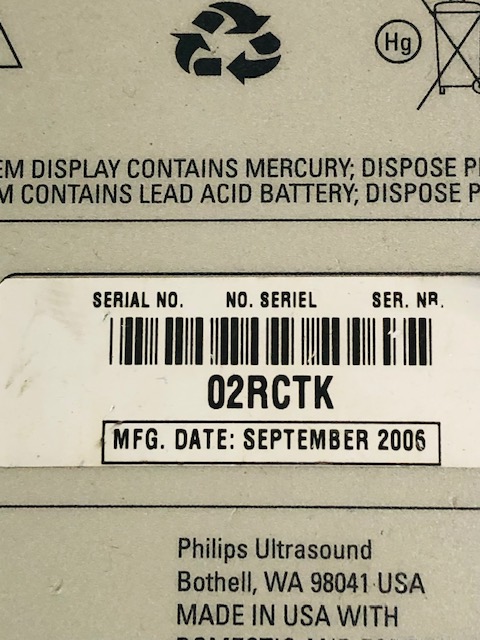 Hg
EM DISPLAY CONTAINS MERCURY; DISPOSE
M CONTAINS LEAD ACID BATTERY; DISPOSE P
SERIAL NO. NO. SERIEL SER. NR.
02RCTK
MFG. DATE: SEPTEMBER 2006
Philips Ultrasound
Bothell, WA 98041 USA
MADE IN USA WITH